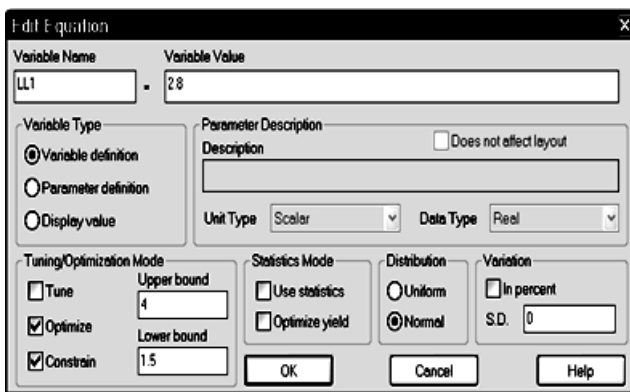 Edit Equation X
Variable Name Variable Value
LL1 = 2.8
Variable Type Parameter Description
Variable definition Description Does not affect layout
Parameter definition
Display value Unit Type Scalar Data Type Real
Tuning/Optimization Mode Statistics Mode Distribution Variation
Tune Upper bound Use statistics Uniform In percent
4
Optimize Lower bound Optimize yield Normal S.D. 0
Constrain 1.5
OK Cancel Help